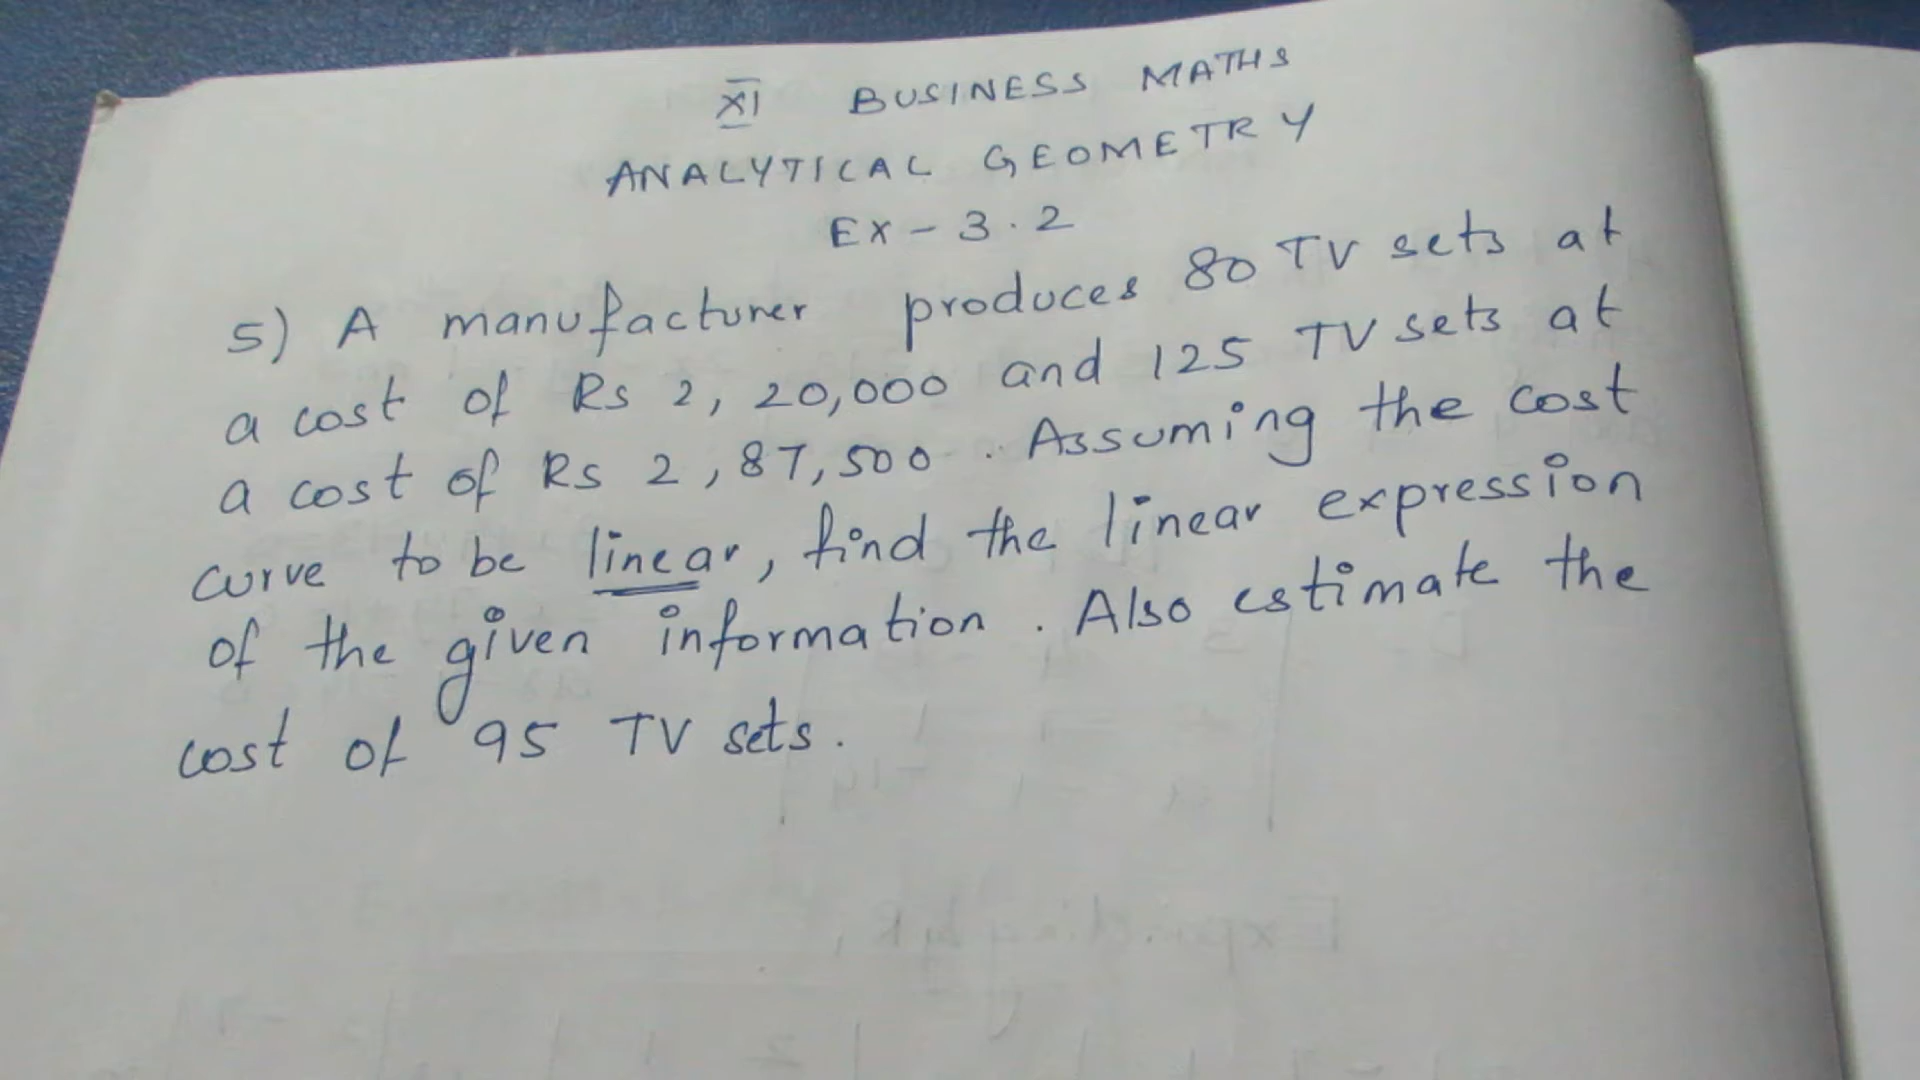 XI BUSINESS MATHS
ANALYTICAL GEOMETRY
EX - 3.2
5) A manufacturer produces 80 TV sets at
a cost of Rs 2, 20,000 and 125 TV sets at
a cost of Rs 2,87,500. Assuming the cost
curve to be linear, find the linear expression
of the given information. Also estimate the
cost of 95 TV sets.